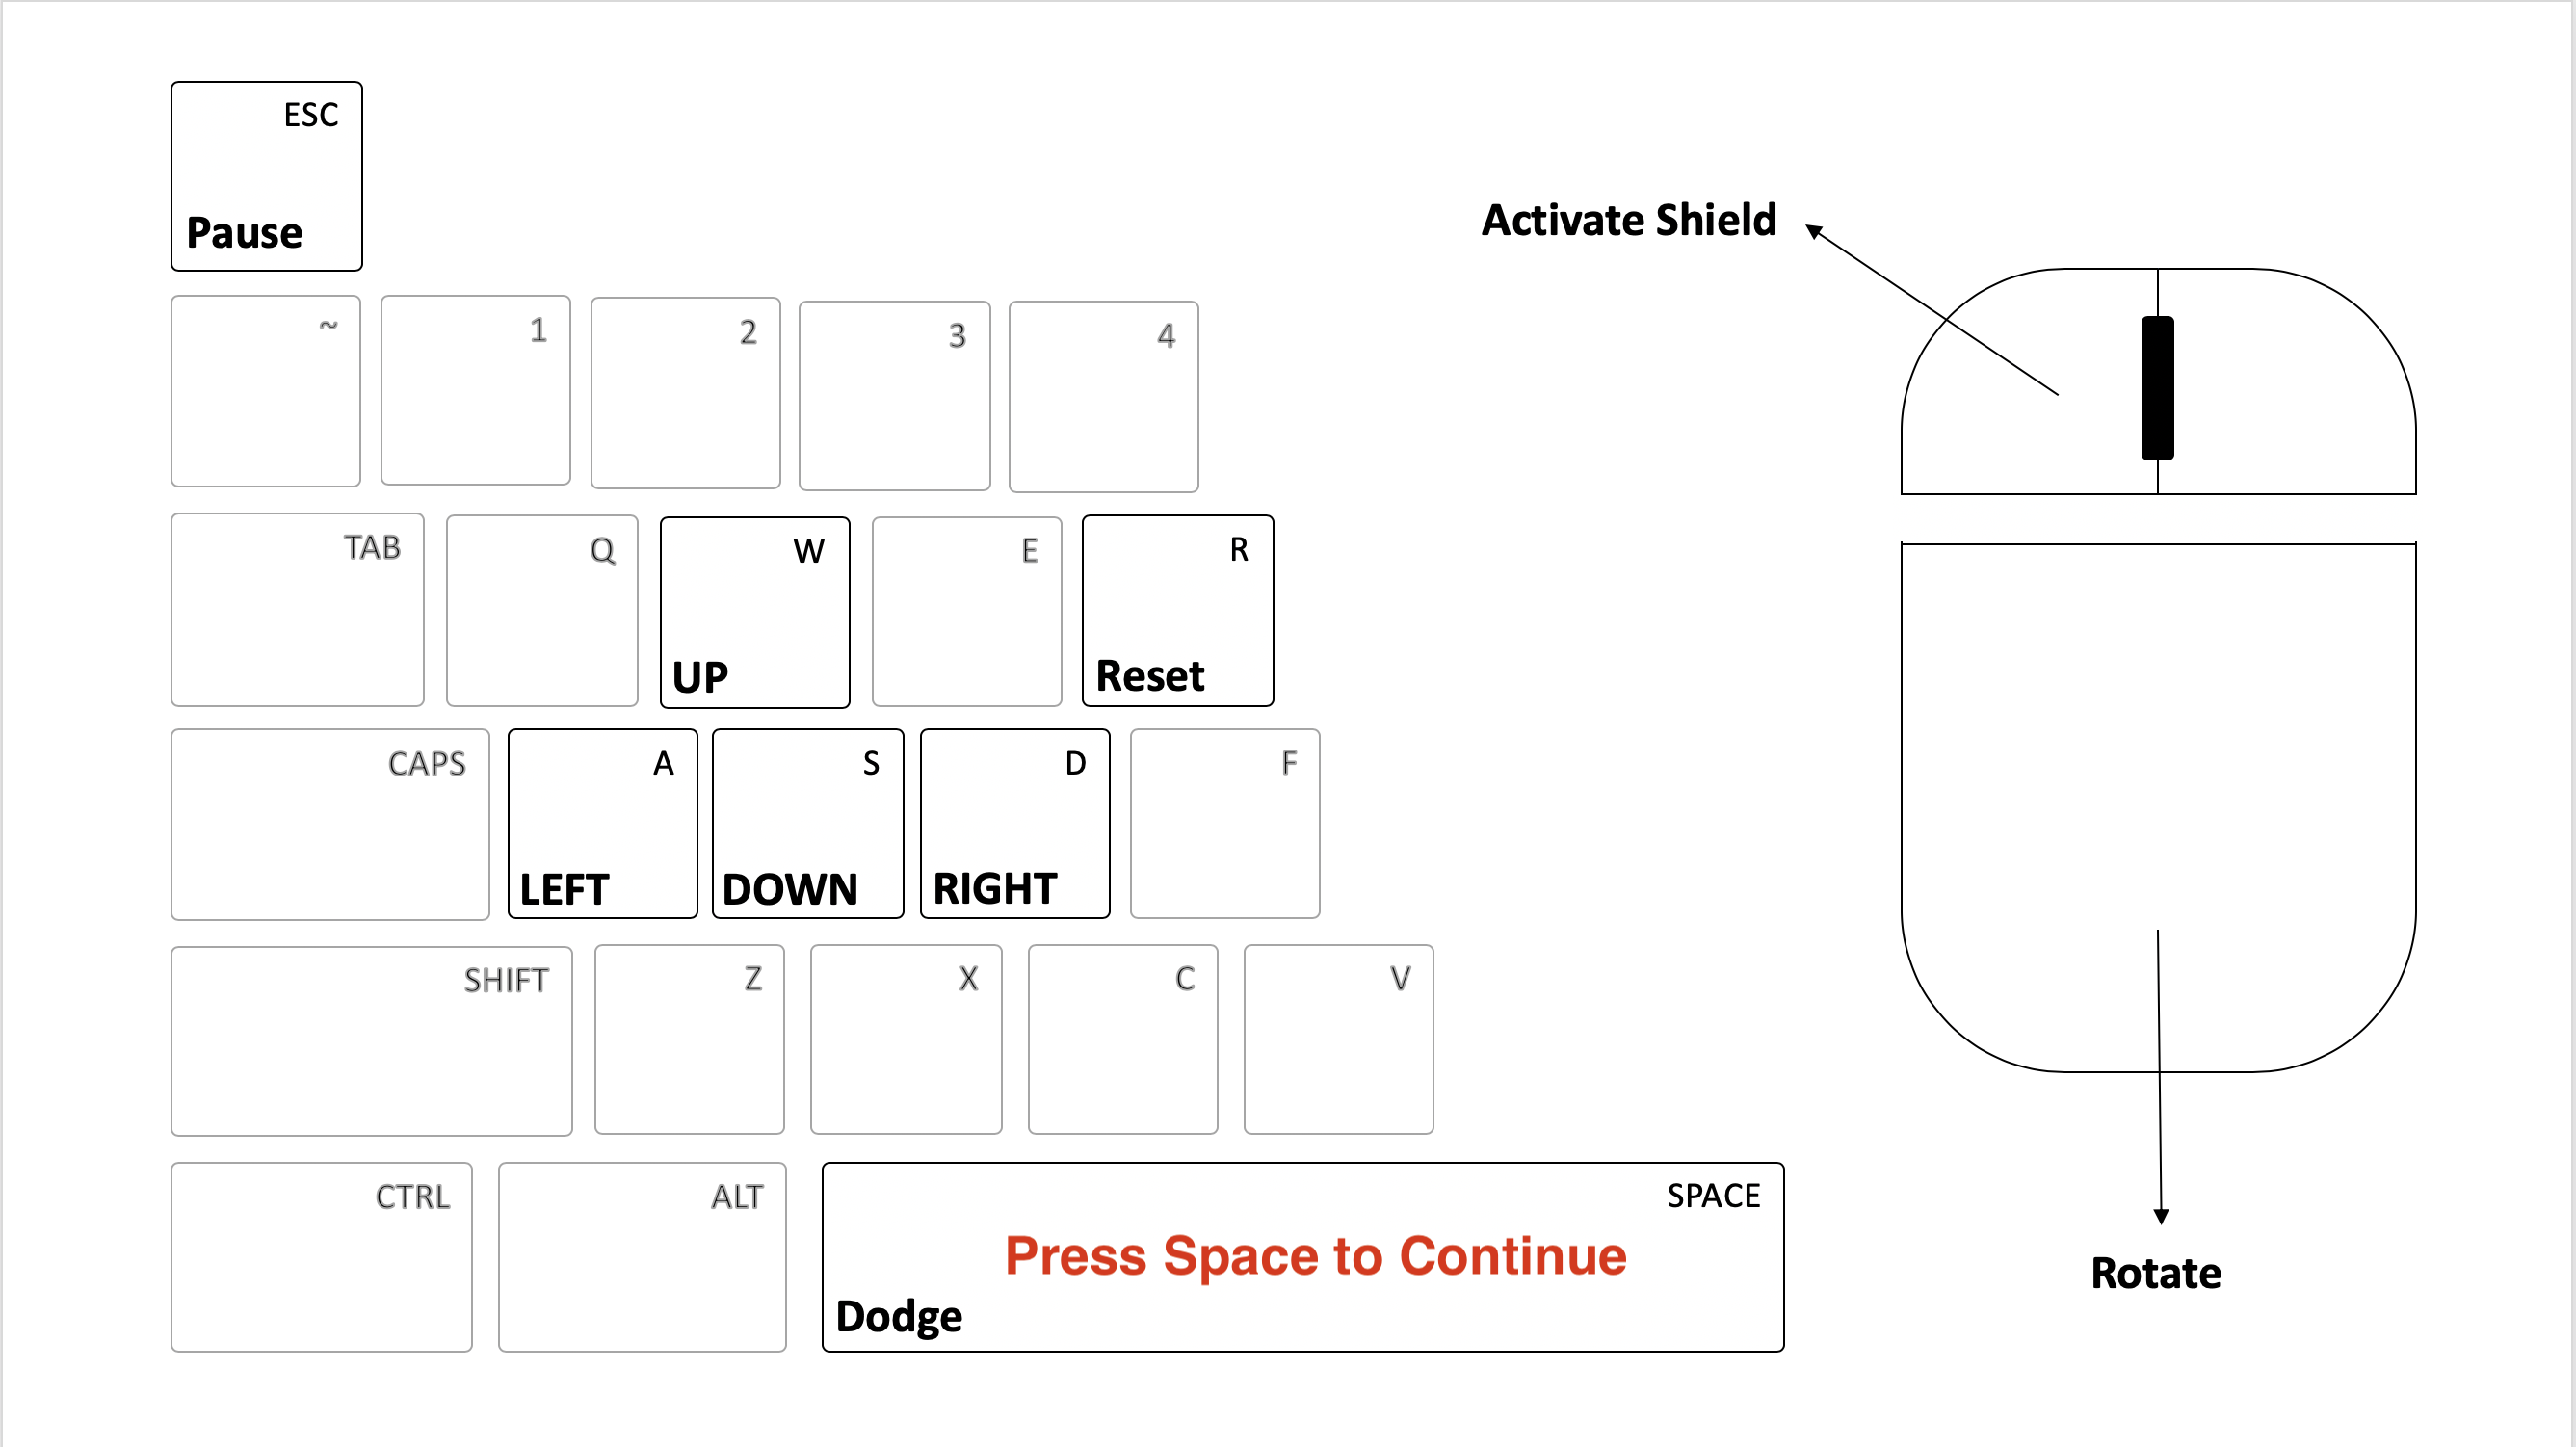 ESC
Pause
Activate Shield
~
1
2
3
4
TAB
Q
W
UP
E
R
Reset
CAPS
A
LEFT
S
DOWN
D
RIGHT
F
SHIFT
Z
X
C
V
CTRL
ALT
SPACE
Press Space to Continue
Dodge
Rotate